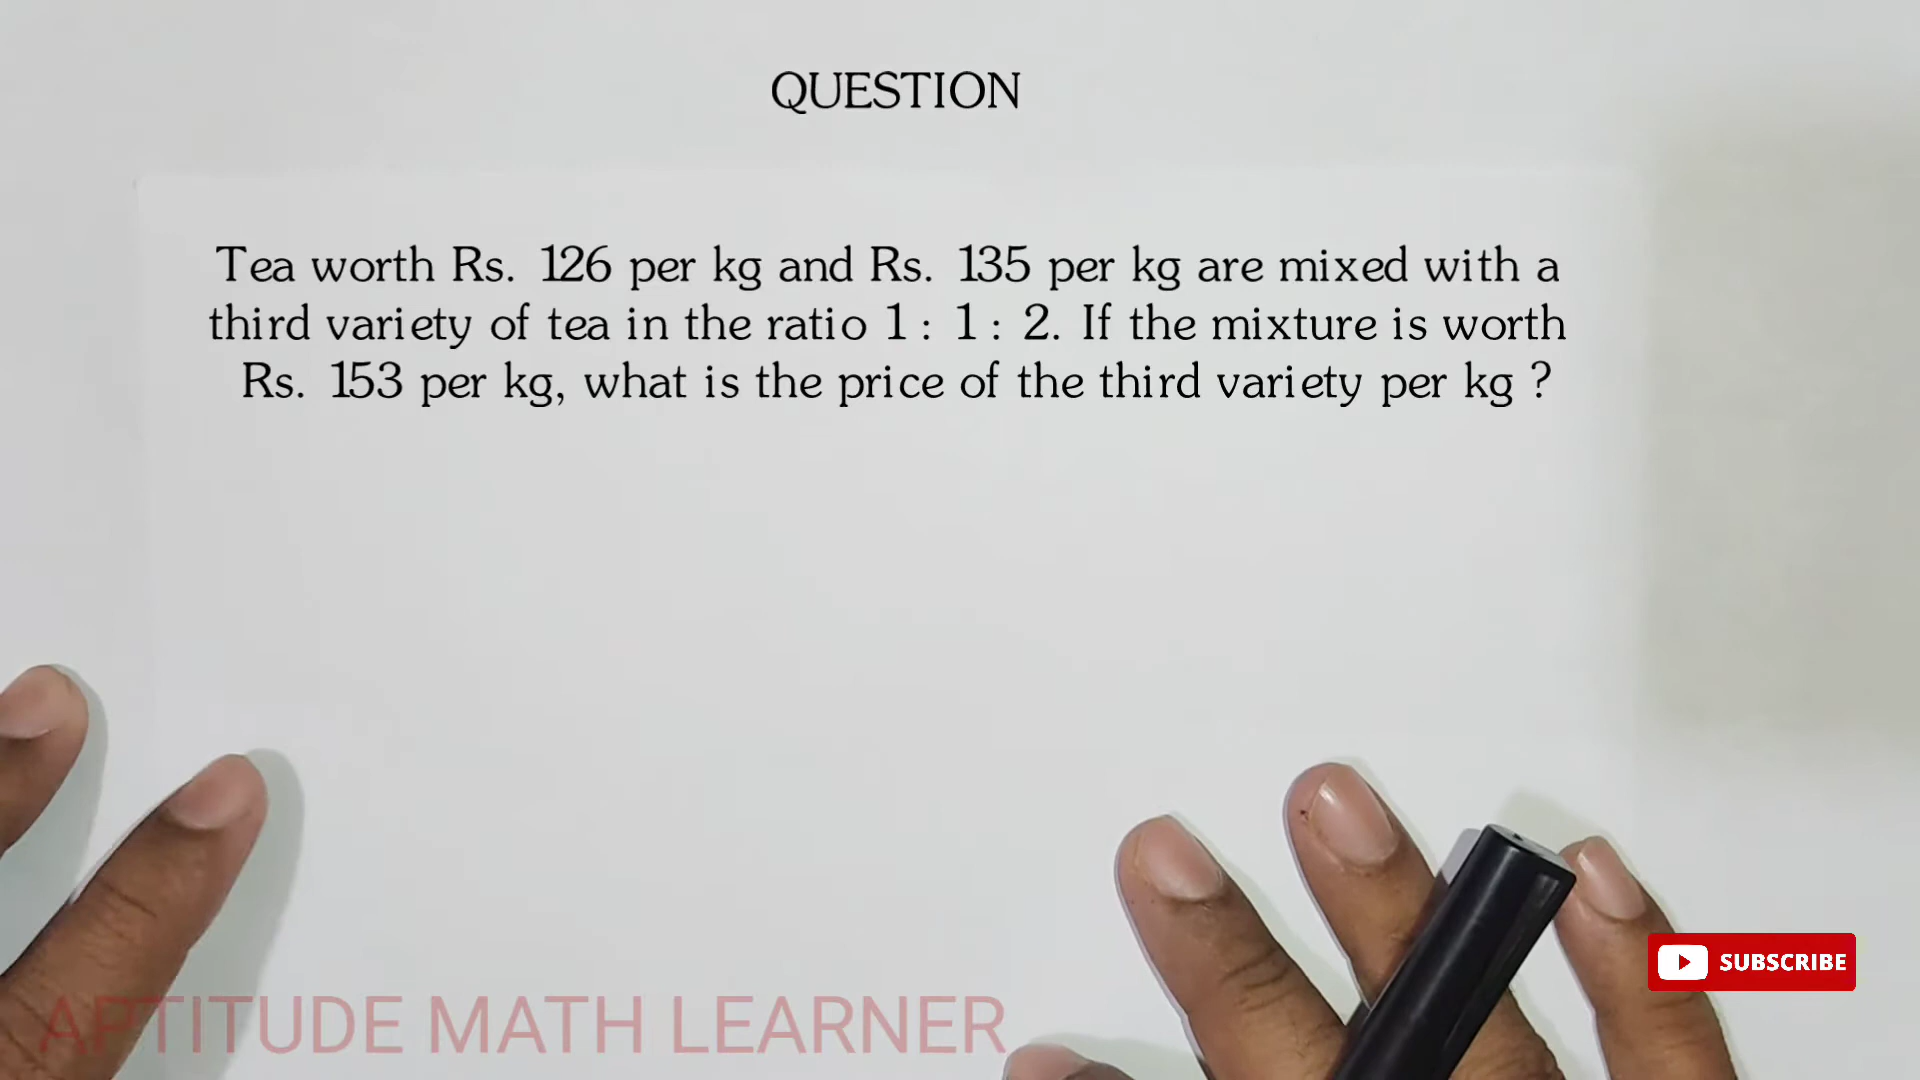 QUESTION
Tea worth Rs. 126 per kg and Rs. 135 per kg are mixed with a
third variety of tea in the ratio 1 : 1 : 2. If the mixture is worth
Rs. 153 per kg, what is the price of the third variety per kg ?
SUBSCRIBE
APTITUDE MATH LEARNER